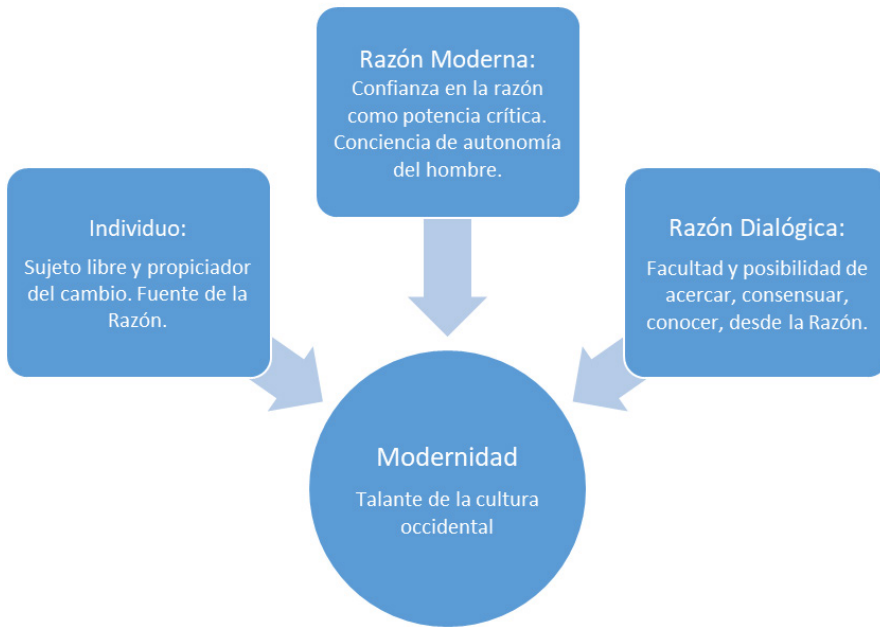 Razón Moderna:
Confianza en la razón
como potencia crítica.
Conciencia de autonomía
del hombre.
Individuo:
Sujeto libre y propiciador
del cambio. Fuente de la
Razón.
Razón Dialógica:
Facultad y posibilidad de
acercar, consensuar,
conocer, desde la Razón.
Modernidad
Talante de la cultura
occidental